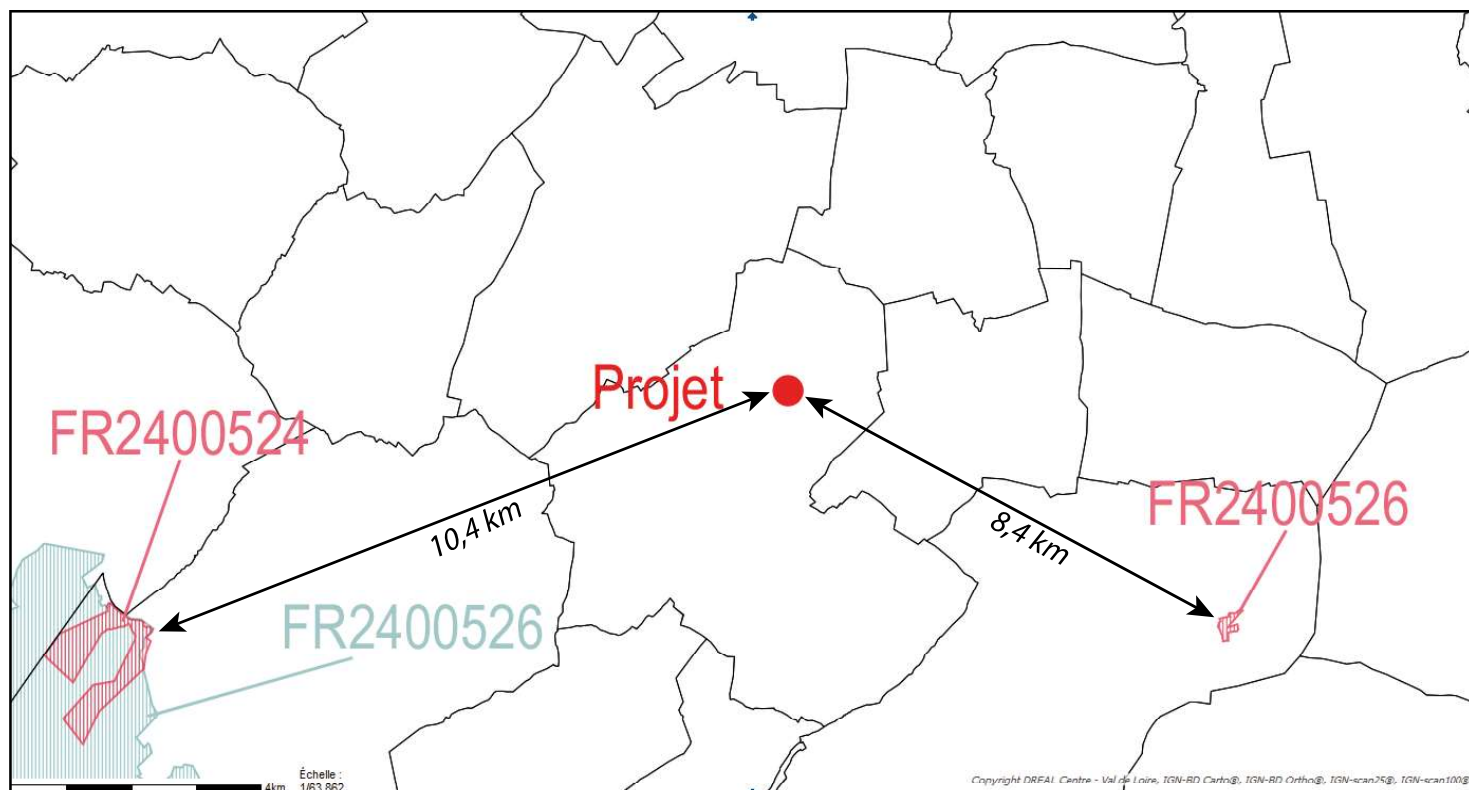 Projet
FR2400524
FR2400526
10,4 km
8,4 km
FR2400526
4km
Échelle :
1/63 862
Copyright DREAL Centre - Val de Loire, IGN-BD Carto®, IGN-BD Ortho®, IGN-scan25®, IGN-scan100®